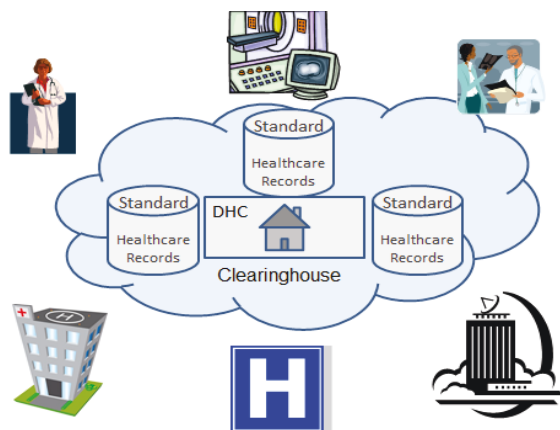 Standard
Healthcare
Records
Standard
Healthcare
Records
DHC
Standard
Healthcare
Records
Clearinghouse
H
H